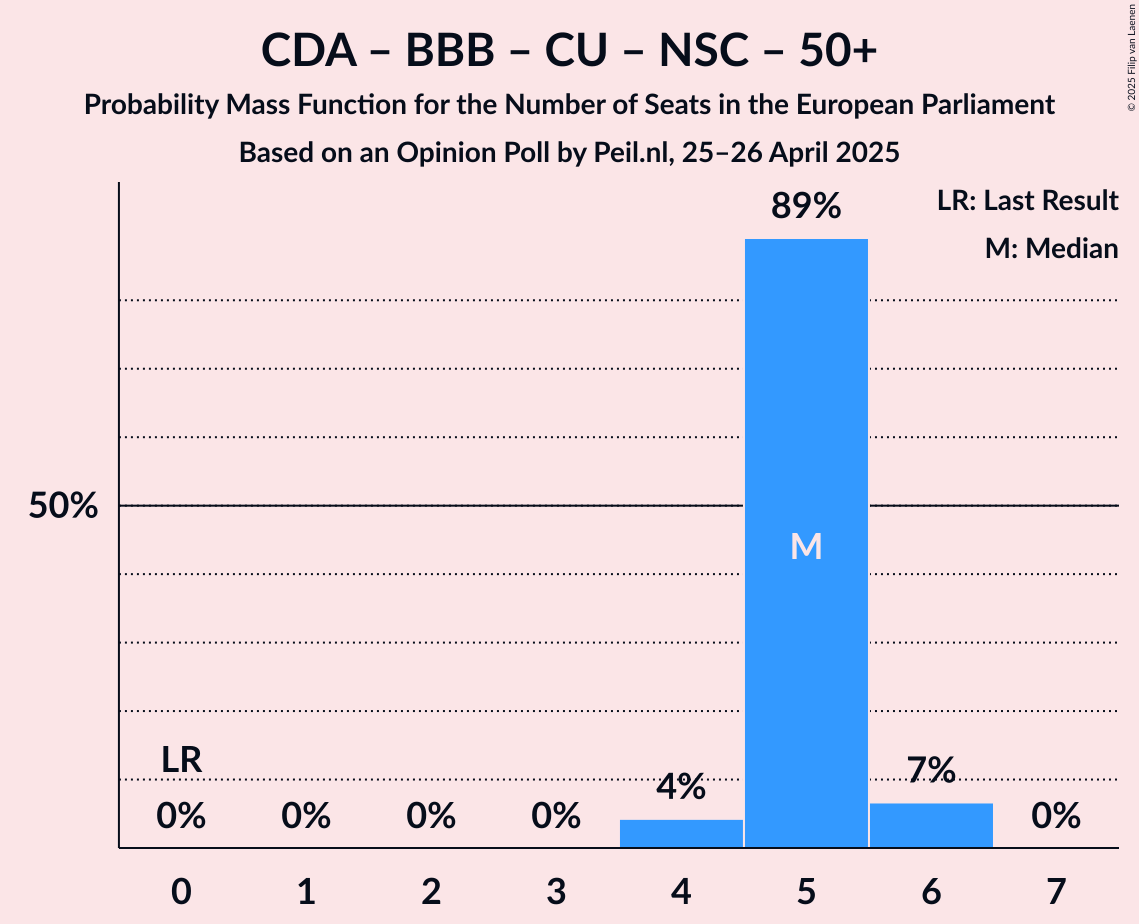 CDA – BBB – CU – NSC – 50+
Probability Mass Function for the Number of Seats in the European Parliament
Based on an Opinion Poll by Peil.nl, 25–26 April 2025
© 2025 Filip van Laenen
LR: Last Result
M: Median
89%
50%
M
LR
0%
0%
0%
0%
4%
7%
0%
0
1
2
3
4
5
6
7